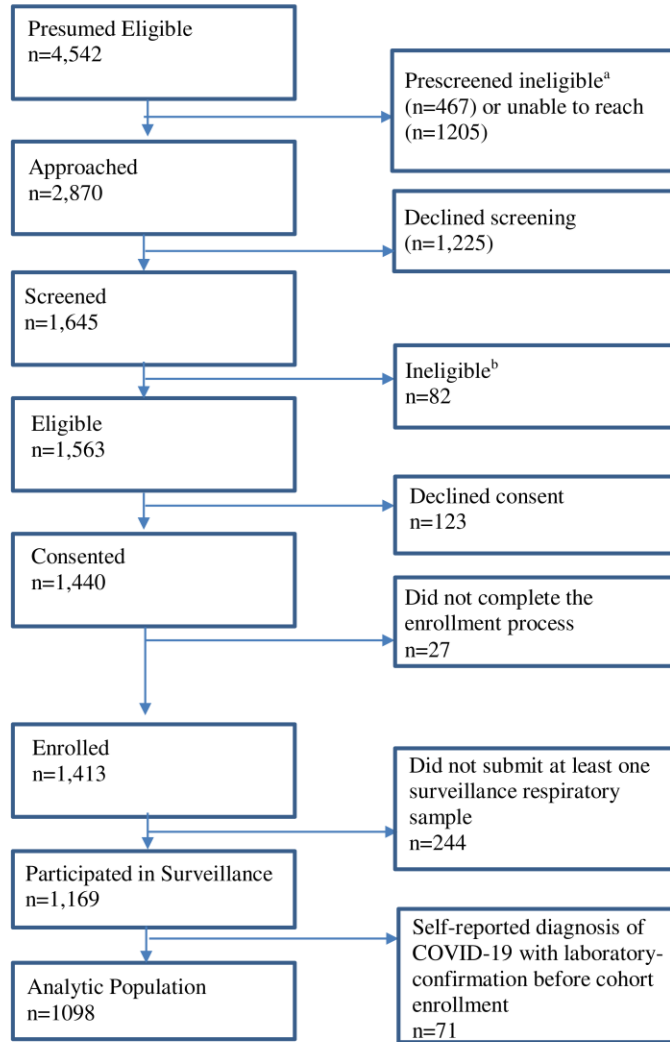 Presumed Eligible
n=4,542
Prescreened ineligibleᵃ
(n=467) or unable to reach
(n=1205)
Approached
n=2,870
Declined screening
(n=1,225)
Screened
n=1,645
Ineligibleᵇ
n=82
Eligible
n=1,563
Declined consent
n=123
Consented
n=1,440
Did not complete the
enrollment process
n=27
Enrolled
n=1,413
Did not submit at least one
surveillance respiratory
sample
n=244
Participated in Surveillance
n=1,169
Self-reported diagnosis of
COVID-19 with laboratory-
confirmation before cohort
enrollment
n=71
Analytic Population
n=1098